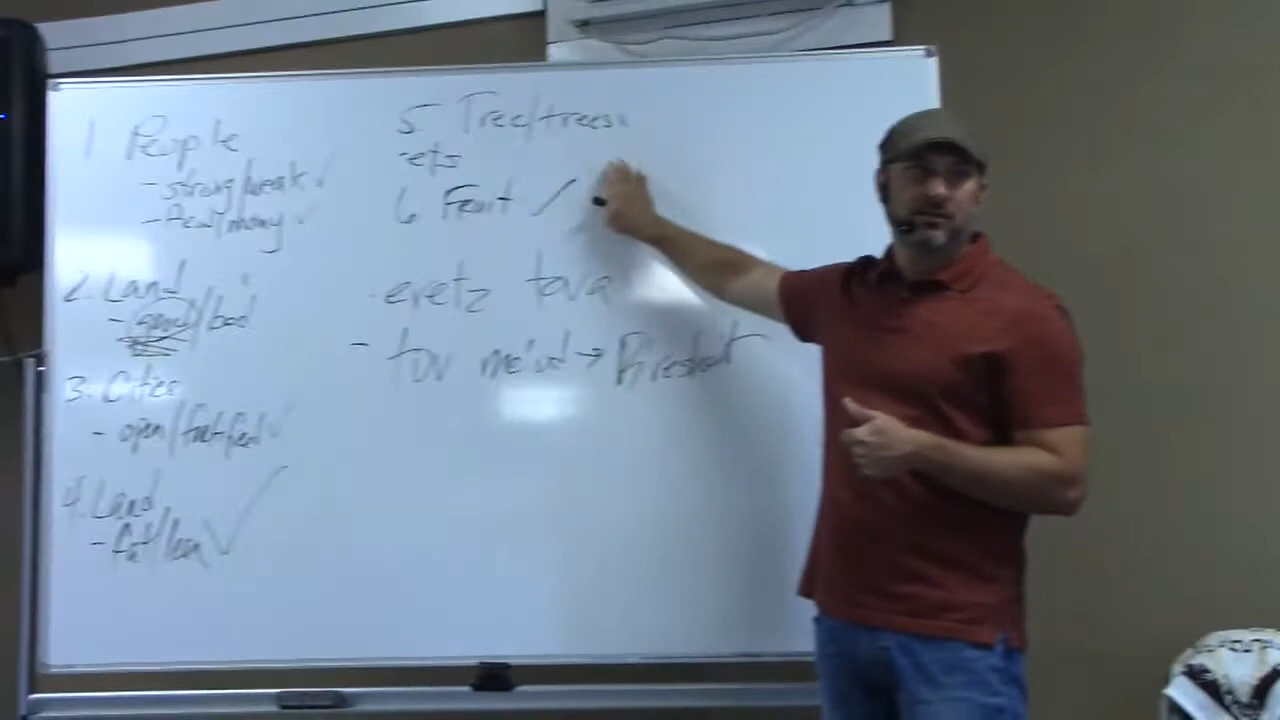 1 People
- strong/weak ✓
- few/many ✓
2. Land
- good/bad
3. Cities
- open/fortified ✓
4. Land
- fat/lean ✓
5 Tree/trees
- ets
6 Fruit ✓
- eretz tova
- tov me'od → B'resheet